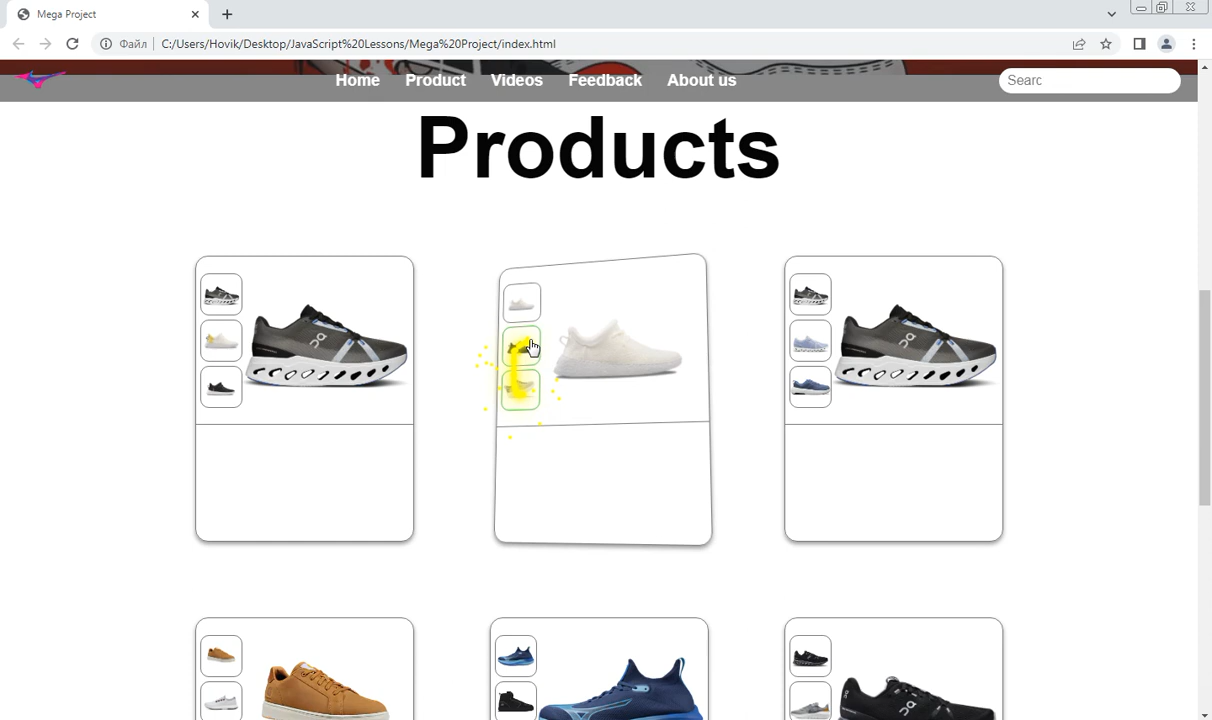 Mega Project
Файл
C:/Users/Hovik/Desktop/JavaScript%20Lessons/Mega%20Project/index.html
Home
Product
Videos
Feedback
About us
Searc
Products